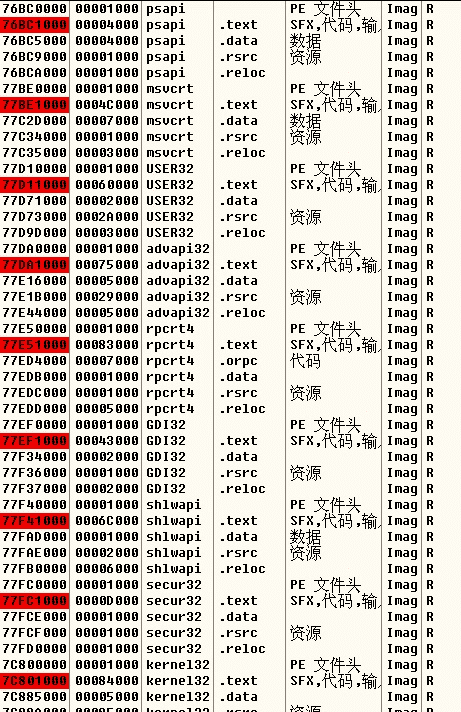 76BC0000 00001000 psapi PE 文件头 Imag R
76BC1000 00004000 psapi .text SFX,代码,输 Imag R
76BC5000 00004000 psapi .data 数据 Imag R
76BC9000 00001000 psapi .rsrc 资源 Imag R
76BCA000 00001000 psapi .reloc Imag R
77BE0000 00001000 msvcrt PE 文件头 Imag R
77BE1000 0004C000 msvcrt .text SFX,代码,输 Imag R
77C2D000 00007000 msvcrt .data 数据 Imag R
77C34000 00001000 msvcrt .rsrc 资源 Imag R
77C35000 00003000 msvcrt .reloc Imag R
77D10000 00001000 USER32 PE 文件头 Imag R
77D11000 00060000 USER32 .text SFX,代码,输 Imag R
77D71000 00002000 USER32 .data Imag R
77D73000 0002A000 USER32 .rsrc 资源 Imag R
77D9D000 00003000 USER32 .reloc Imag R
77DA0000 00001000 advapi32 PE 文件头 Imag R
77DA1000 00075000 advapi32 .text SFX,代码,输 Imag R
77E16000 00005000 advapi32 .data Imag R
77E1B000 00029000 advapi32 .rsrc 资源 Imag R
77E44000 00005000 advapi32 .reloc Imag R
77E50000 00001000 rpcrt4 PE 文件头 Imag R
77E51000 00083000 rpcrt4 .text SFX,代码,输 Imag R
77ED4000 00007000 rpcrt4 .orpc 代码 Imag R
77EDB000 00001000 rpcrt4 .data Imag R
77EDC000 00001000 rpcrt4 .rsrc 资源 Imag R
77EDD000 00005000 rpcrt4 .reloc Imag R
77EF0000 00001000 GDI32 PE 文件头 Imag R
77EF1000 00043000 GDI32 .text SFX,代码,输 Imag R
77F34000 00002000 GDI32 .data Imag R
77F36000 00001000 GDI32 .rsrc 资源 Imag R
77F37000 00002000 GDI32 .reloc Imag R
77F40000 00001000 shlwapi PE 文件头 Imag R
77F41000 0006C000 shlwapi .text SFX,代码,输 Imag R
77FAD000 00001000 shlwapi .data 数据 Imag R
77FAE000 00002000 shlwapi .rsrc 资源 Imag R
77FB0000 00006000 shlwapi .reloc Imag R
77FC0000 00001000 secur32 PE 文件头 Imag R
77FC1000 0000D000 secur32 .text SFX,代码,输 Imag R
77FCE000 00001000 secur32 .data Imag R
77FCF000 00001000 secur32 .rsrc 资源 Imag R
77FD0000 00001000 secur32 .reloc Imag R
7C800000 00001000 kernel32 PE 文件头 Imag R
7C801000 00084000 kernel32 .text SFX,代码,输 Imag R
7C885000 00005000 kernel32 .data Imag R